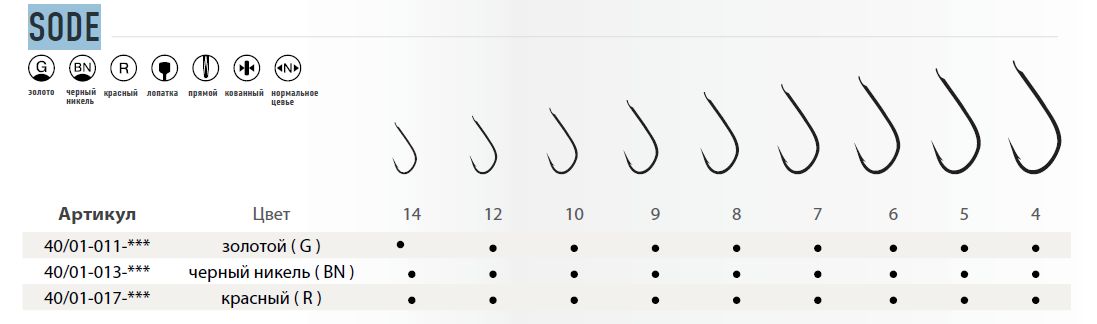 SODE
G BN R N
золото черный никель красный лопатка прямой кованный нормальное цевье
Артикул Цвет 14 12 10 9 8 7 6 5 4
40/01-011-*** золотой ( G )
40/01-013-*** черный никель ( BN )
40/01-017-*** красный ( R )